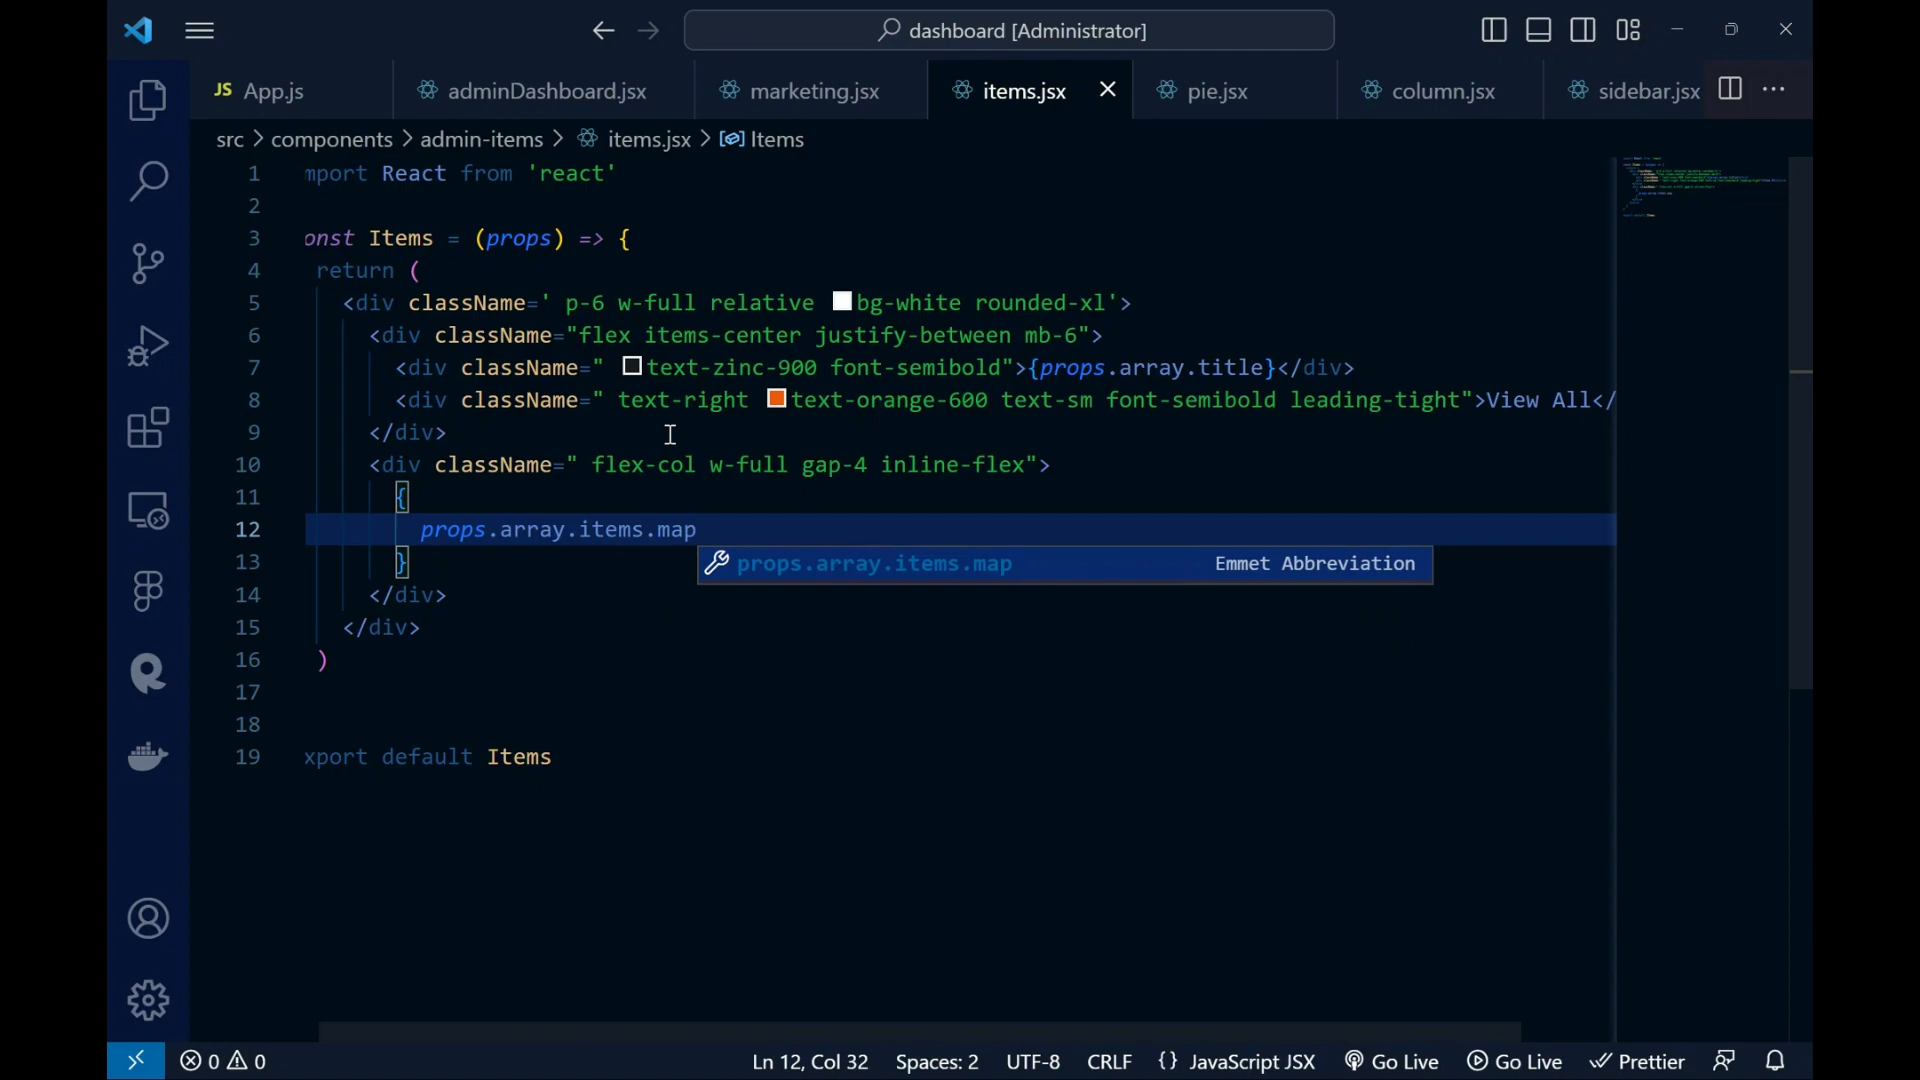 dashboard [Administrator]
JS App.js
adminDashboard.jsx
marketing.jsx
items.jsx
pie.jsx
column.jsx
sidebar.jsx
src > components > admin-items > items.jsx > Items
1 mport React from 'react'
2
3 onst Items = (props) => {
4 return (
5 <div className=' p-6 w-full relative bg-white rounded-xl'>
6 <div className="flex items-center justify-between mb-6">
7 <div className=" text-zinc-900 font-semibold">{props.array.title}</div>
8 <div className=" text-right text-orange-600 text-sm font-semibold leading-tight">View All</
9 </div>
10 <div className=" flex-col w-full gap-4 inline-flex">
11 {
12 props.array.items.map
props.array.items.map Emmet Abbreviation
13 }
14 </div>
15 </div>
16 )
17
18
19 xport default Items
0 0 Ln 12, Col 32 Spaces: 2 UTF-8 CRLF {} JavaScript JSX Go Live Go Live Prettier